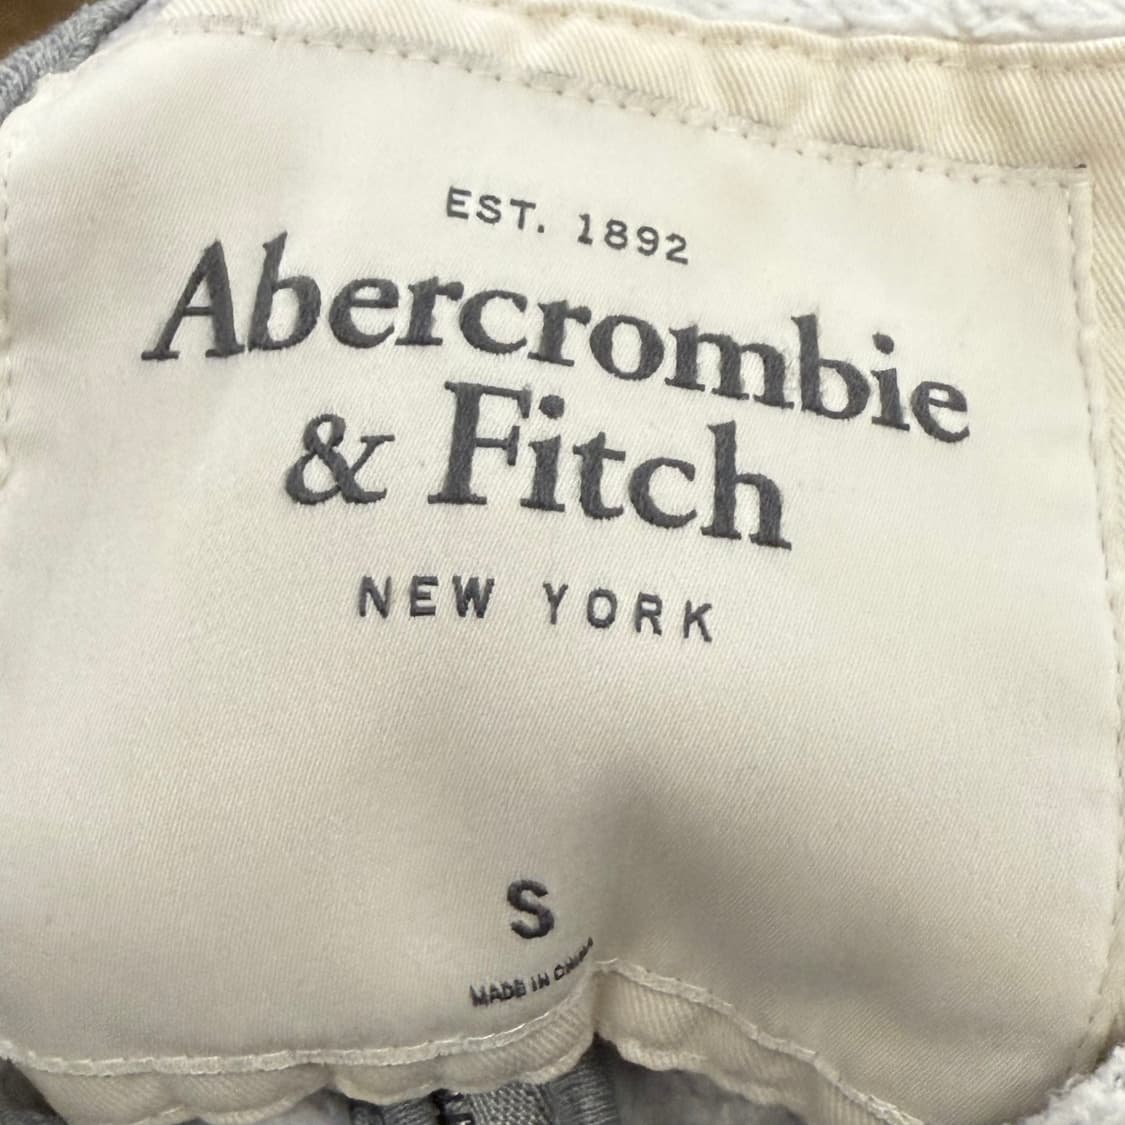 EST. 1892
Abercrombie
& Fitch
NEW YORK
S
MADE IN CHINA